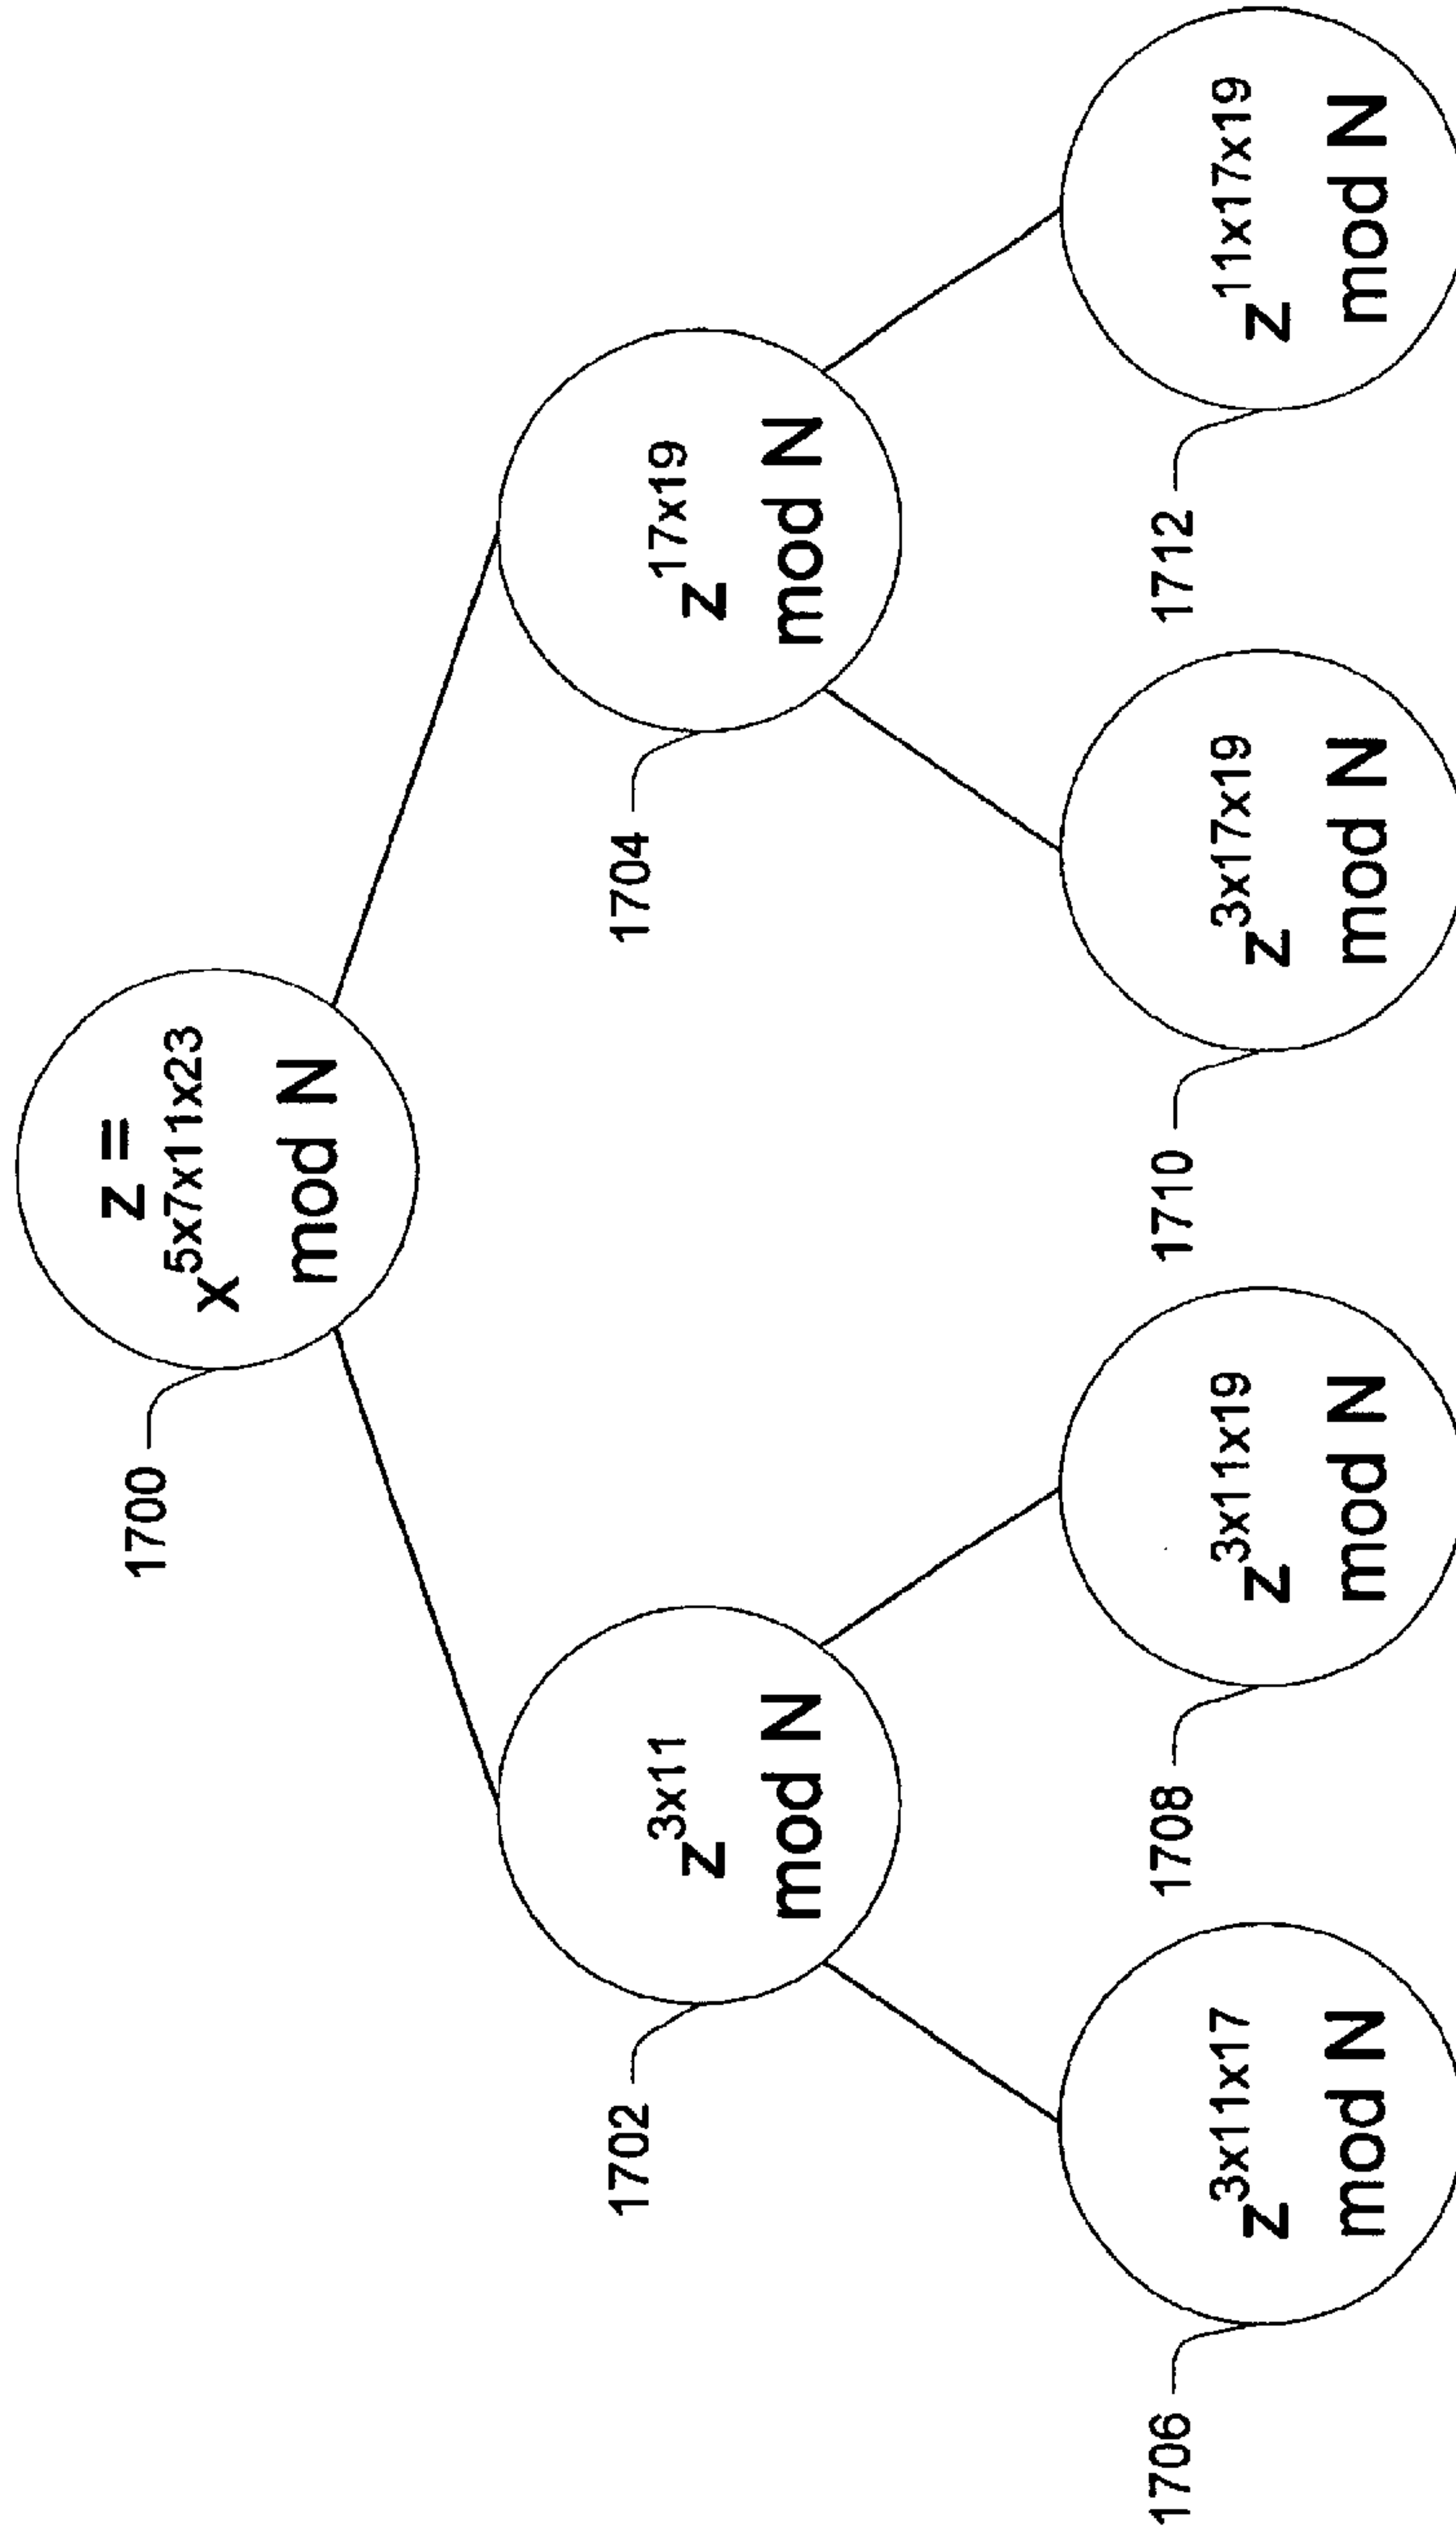 1700
z =
x^5x7x11x23
mod N
1702
z^3x11
mod N
1704
z^17x19
mod N
1706
z^3x11x17
mod N
1708
z^3x11x19
mod N
1710
z^3x17x19
mod N
1712
z^11x17x19
mod N